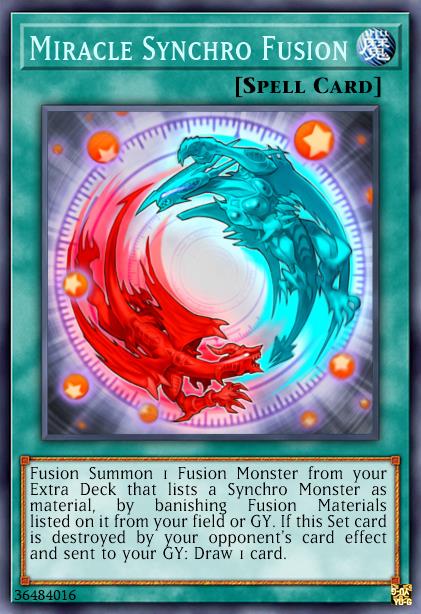 Miracle Synchro Fusion 魔
[Spell Card]
Fusion Summon 1 Fusion Monster from your
Extra Deck that lists a Synchro Monster as
material, by banishing Fusion Materials
listed on it from your field or GY. If this Set card
is destroyed by your opponent's card effect
and sent to your GY: Draw 1 card.
36484016